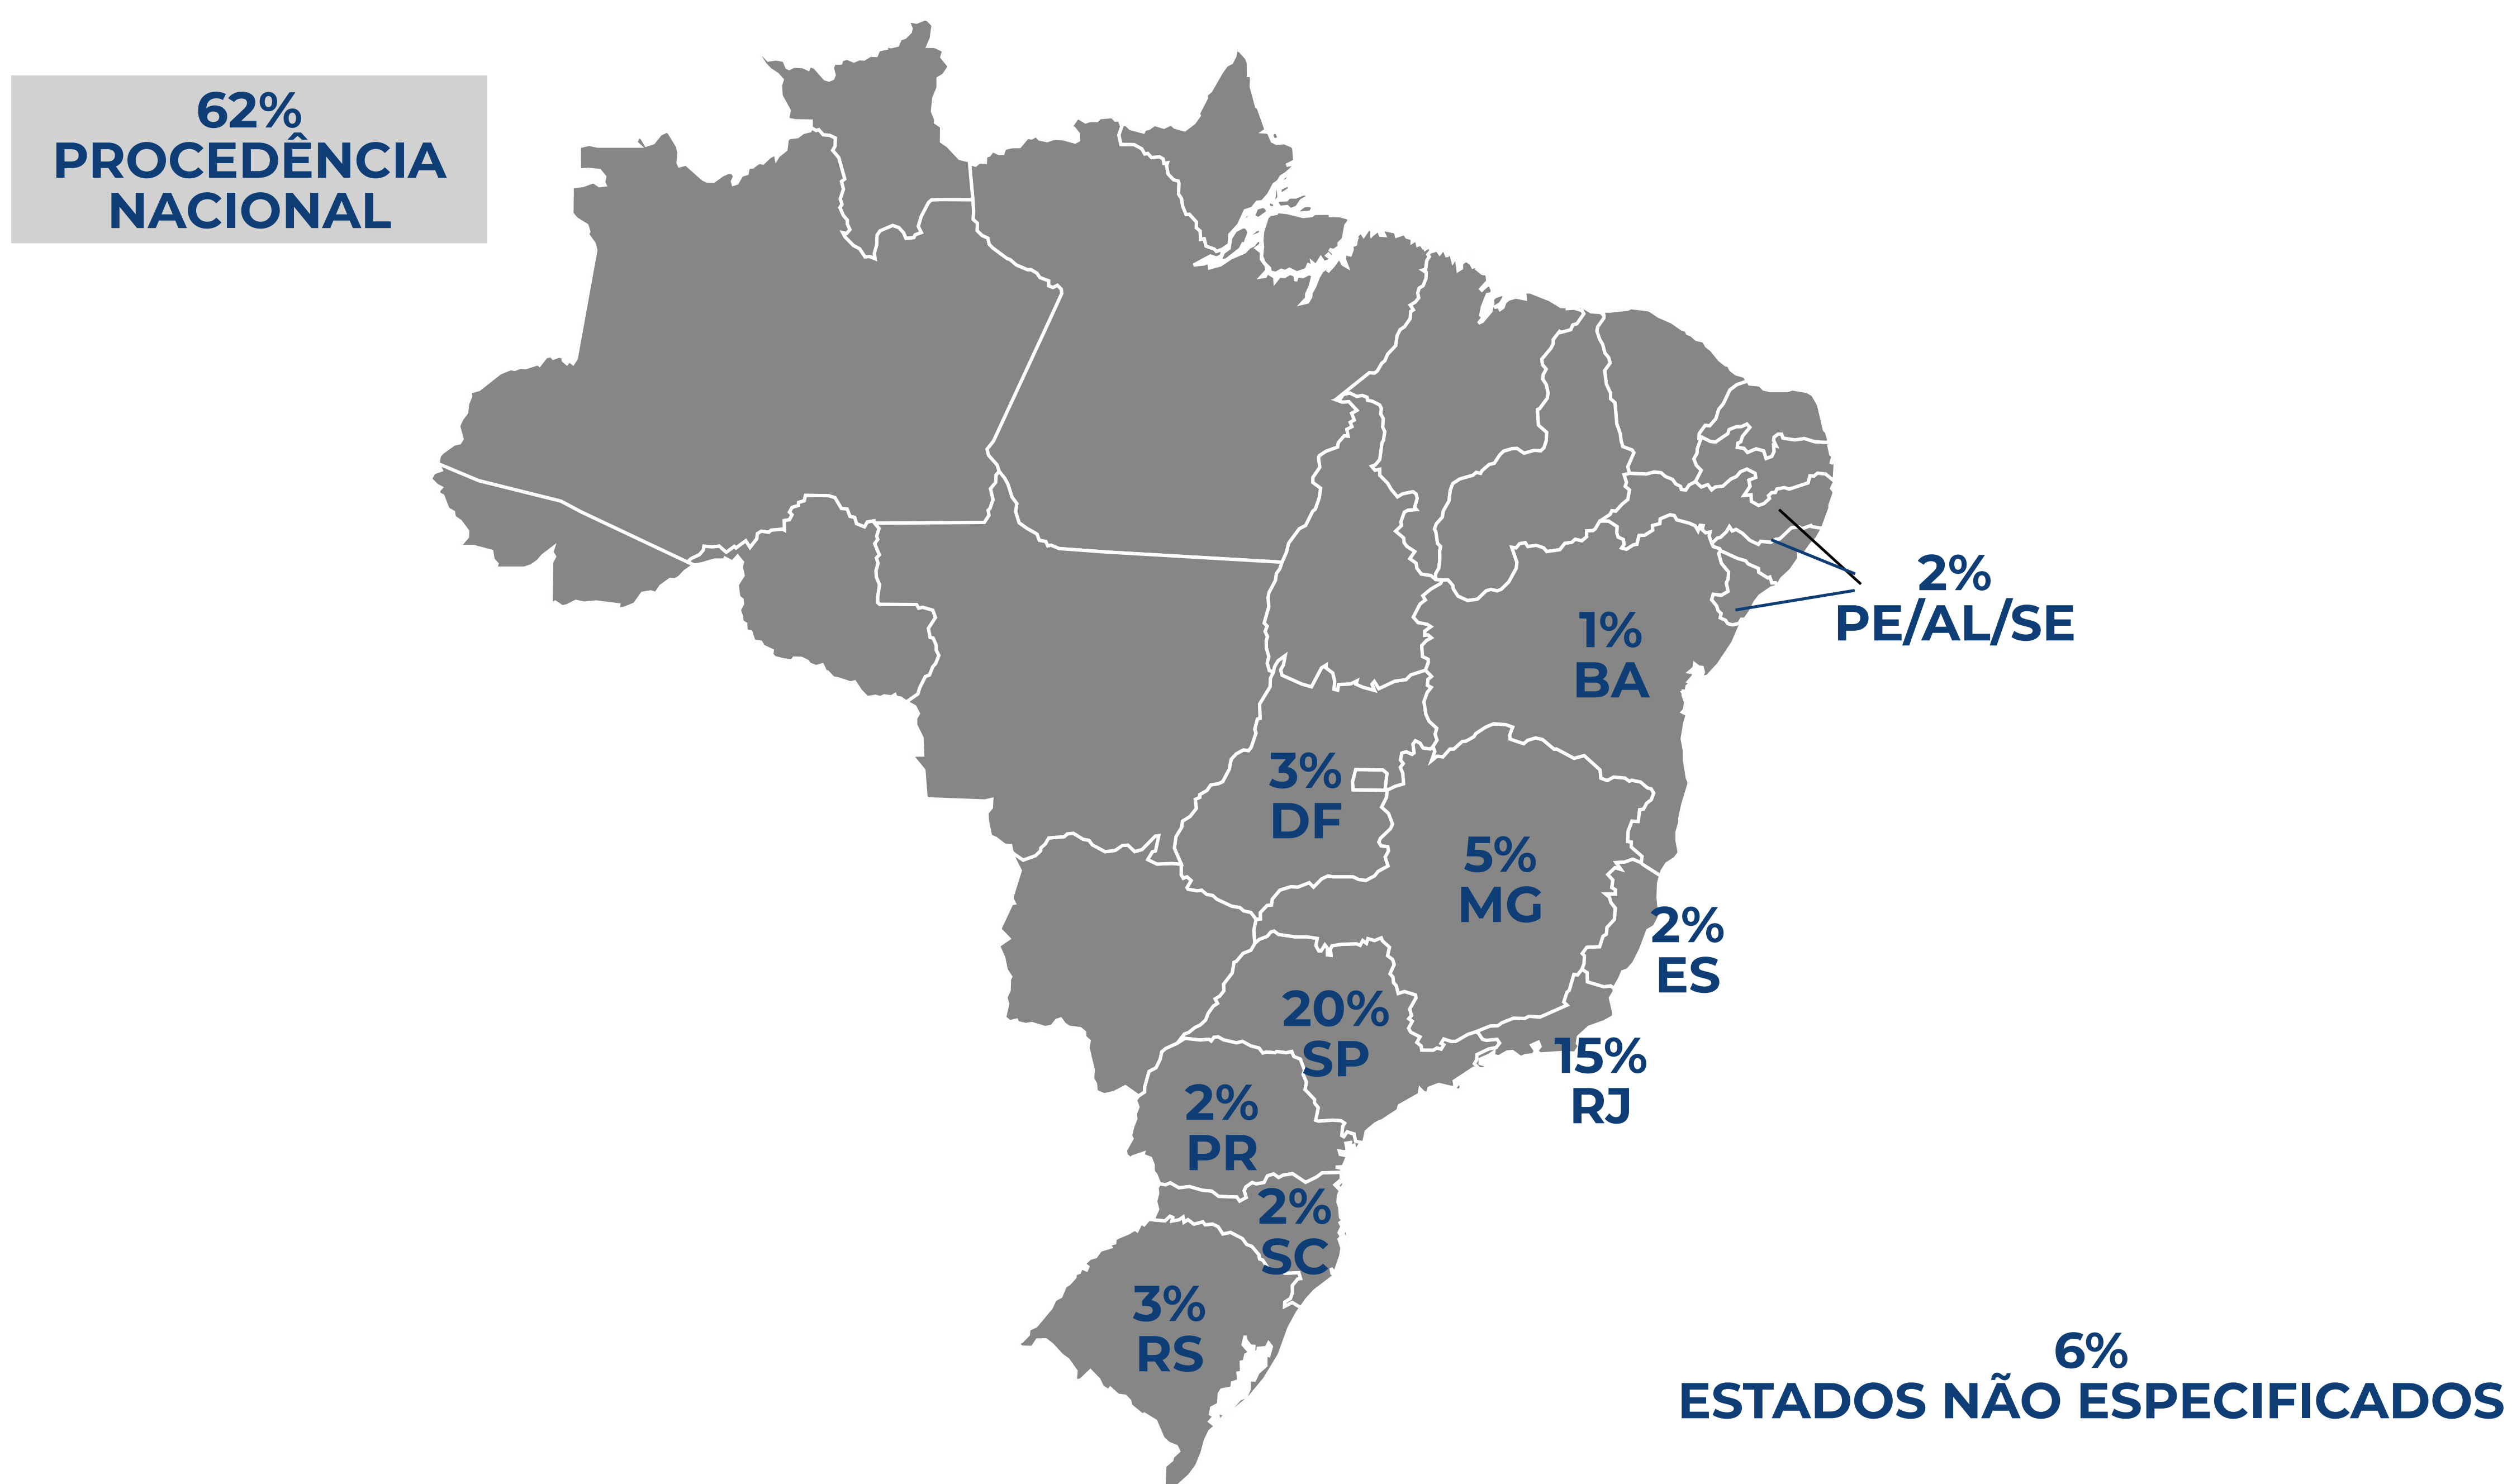 62%
PROCEDÊNCIA
NACIONAL
2%
PE/AL/SE
1%
BA
3%
DF
5%
MG
2%
ES
20%
SP
15%
RJ
2%
PR
2%
SC
3%
RS
6%
ESTADOS NÃO ESPECIFICADOS